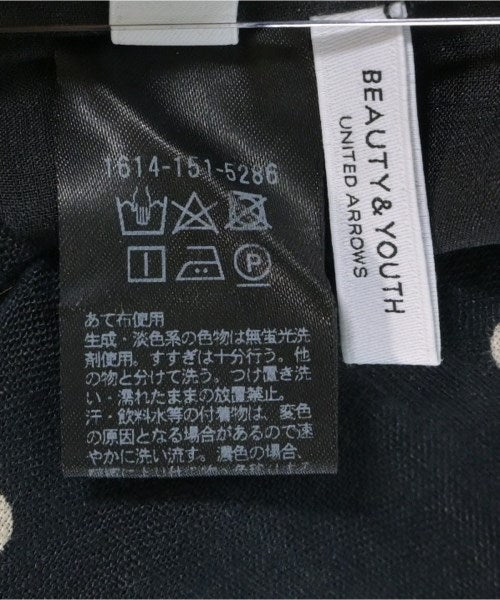 1614-151-5286
P
あて布使用
生成・淡色系の色物は無蛍光洗
剤使用。すすぎは十分行う。他
の物と分けて洗う。つけ置き洗
い・濡れたままの放置禁止。
汗・飲料水等の付着物は、変色
の原因となる場合があるので速
やかに洗い流す。濃色の場合、
BEAUTY & YOUTH
UNITED ARROWS